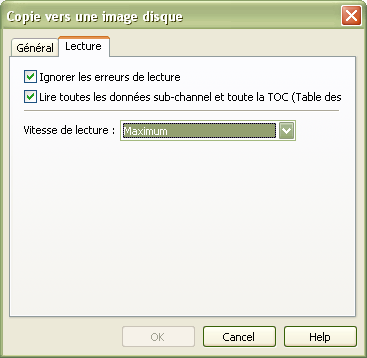 Copie vers une image disque
Général Lecture
Ignorer les erreurs de lecture
Lire toutes les données sub-channel et toute la TOC (Table des
Vitesse de lecture : Maximum
OK Cancel Help